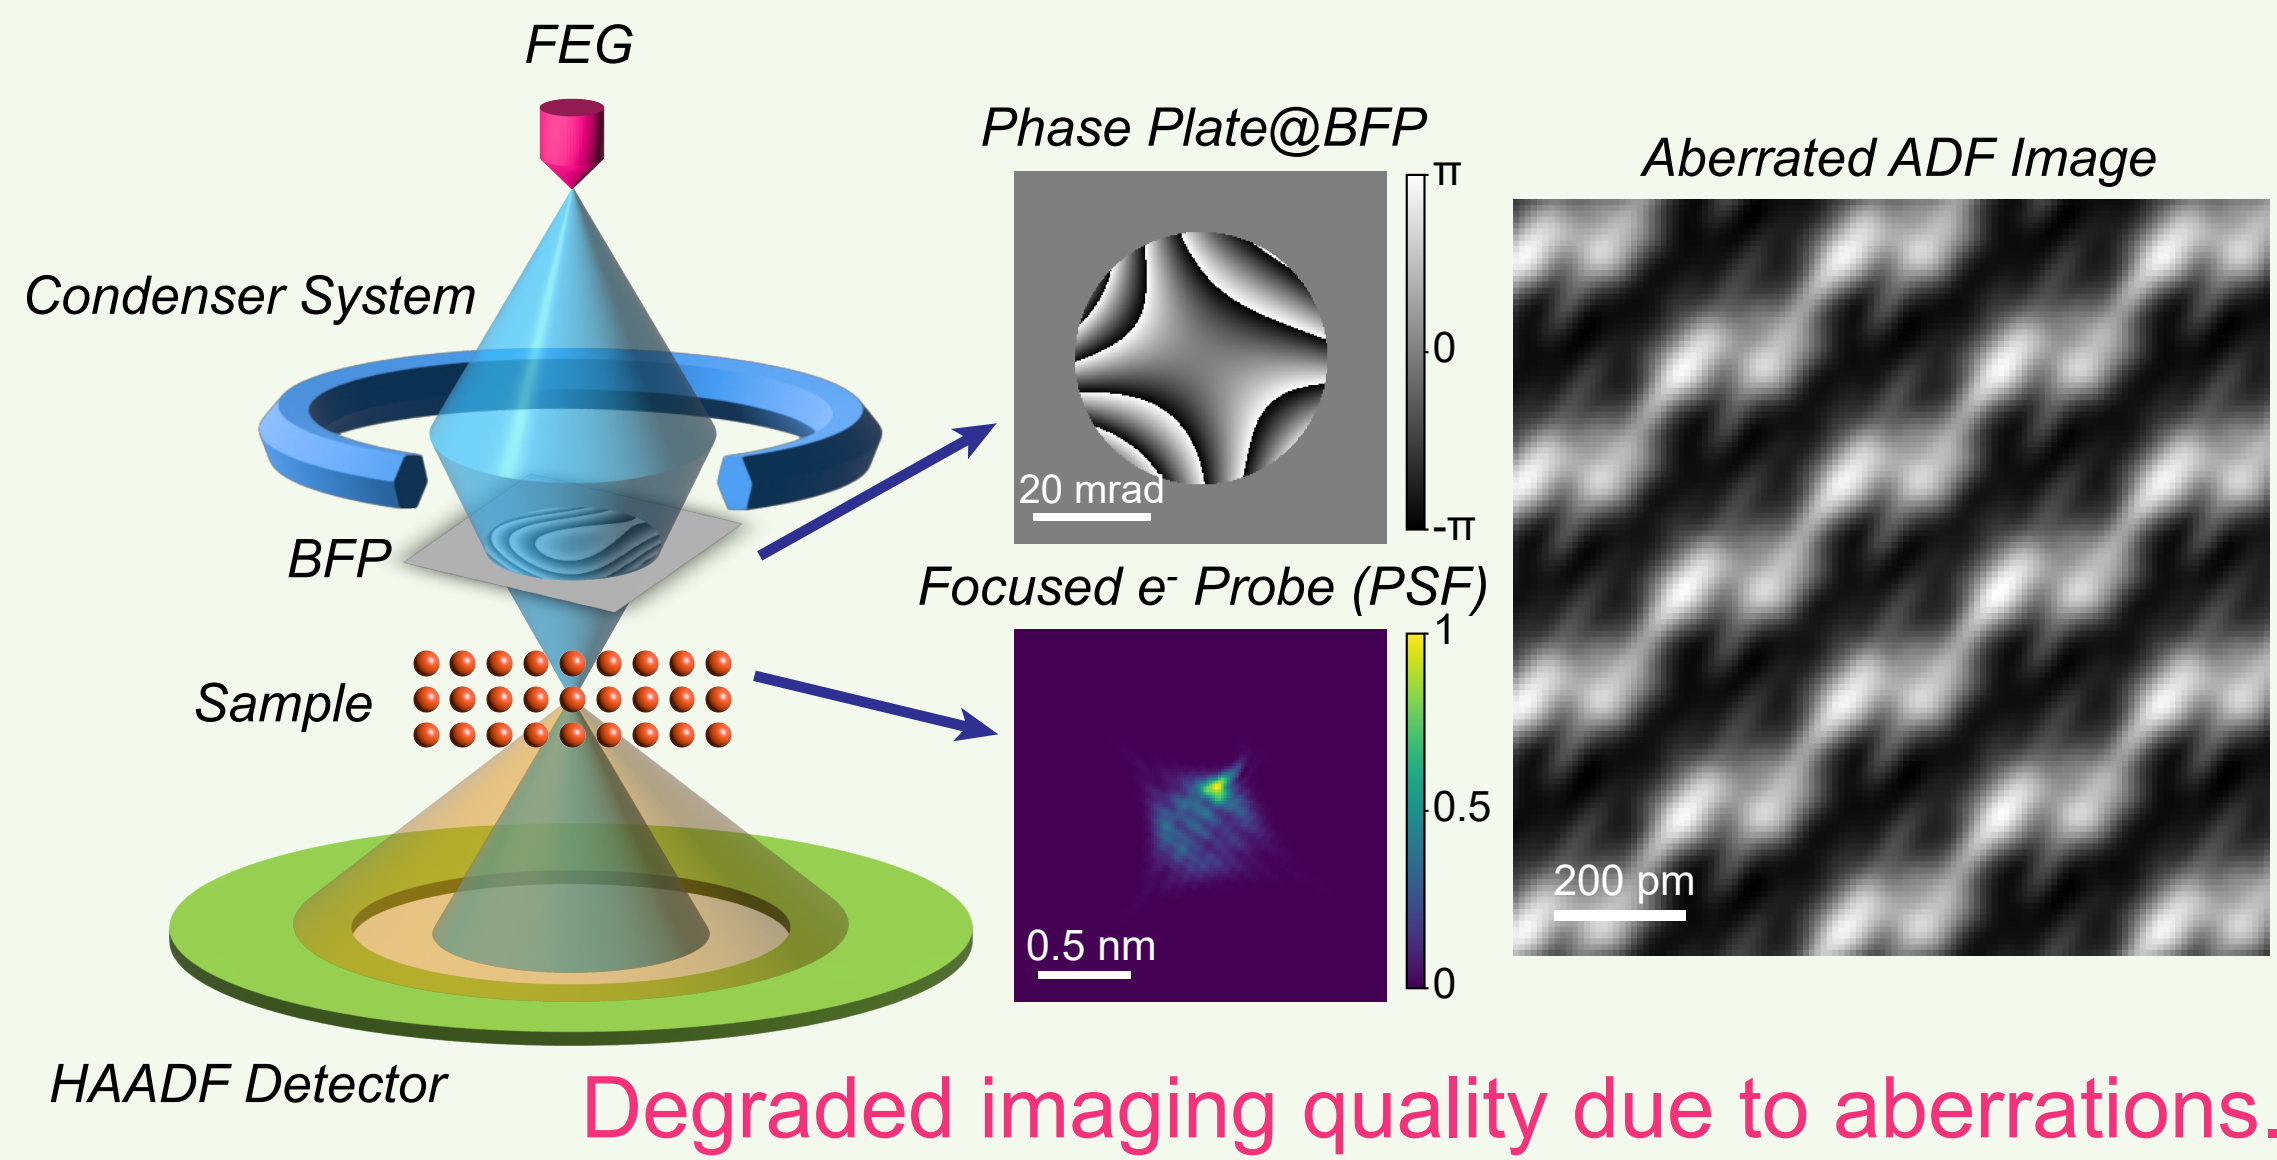 FEG
Condenser System
BFP
Sample
HAADF Detector
Phase Plate@BFP
π
0
-π
20 mrad
Focused e⁻ Probe (PSF)
1
0.5
0
0.5 nm
Aberrated ADF Image
200 pm
Degraded imaging quality due to aberrations.